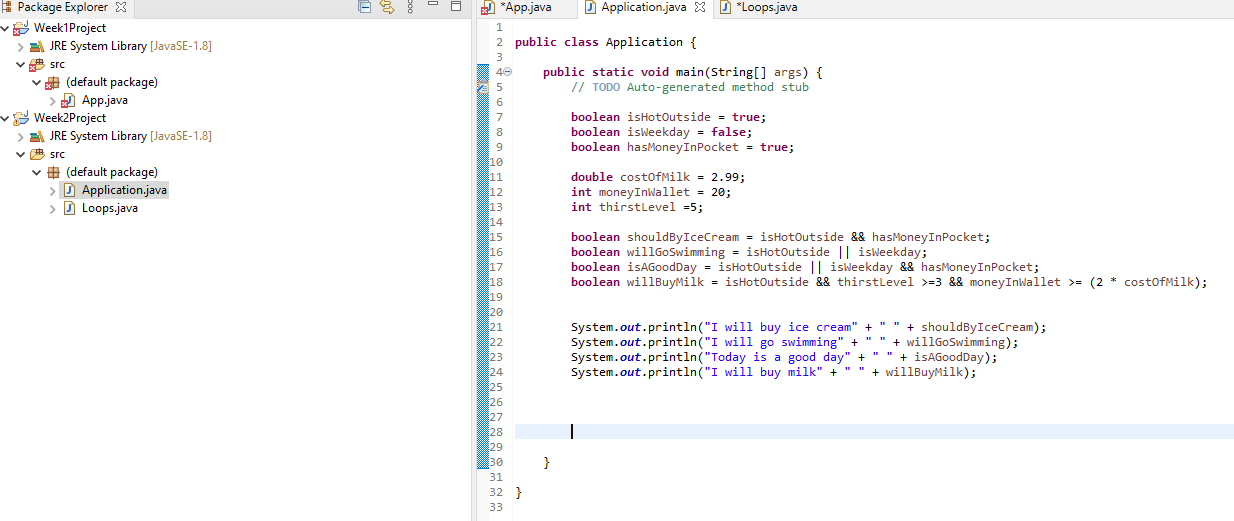 Package Explorer
Week1Project
JRE System Library [JavaSE-1.8]
src
(default package)
App.java
Week2Project
JRE System Library [JavaSE-1.8]
src
(default package)
Application.java
Loops.java
*App.java Application.java *Loops.java
1
2 public class Application {
3
4 public static void main(String[] args) {
5 // TODO Auto-generated method stub
6
7 boolean isHotOutside = true;
8 boolean isWeekday = false;
9 boolean hasMoneyInPocket = true;
10
11 double costOfMilk = 2.99;
12 int moneyInWallet = 20;
13 int thirstLevel =5;
14
15 boolean shouldByIceCream = isHotOutside && hasMoneyInPocket;
16 boolean willGoSwimming = isHotOutside || isWeekday;
17 boolean isAGoodDay = isHotOutside || isWeekday && hasMoneyInPocket;
18 boolean willBuyMilk = isHotOutside && thirstLevel >=3 && moneyInWallet >= (2 * costOfMilk);
19
20
21 System.out.println("I will buy ice cream" + " " + shouldByIceCream);
22 System.out.println("I will go swimming" + " " + willGoSwimming);
23 System.out.println("Today is a good day" + " " + isAGoodDay);
24 System.out.println("I will buy milk" + " " + willBuyMilk);
25
26
27
28
29
30 }
31
32 }
33